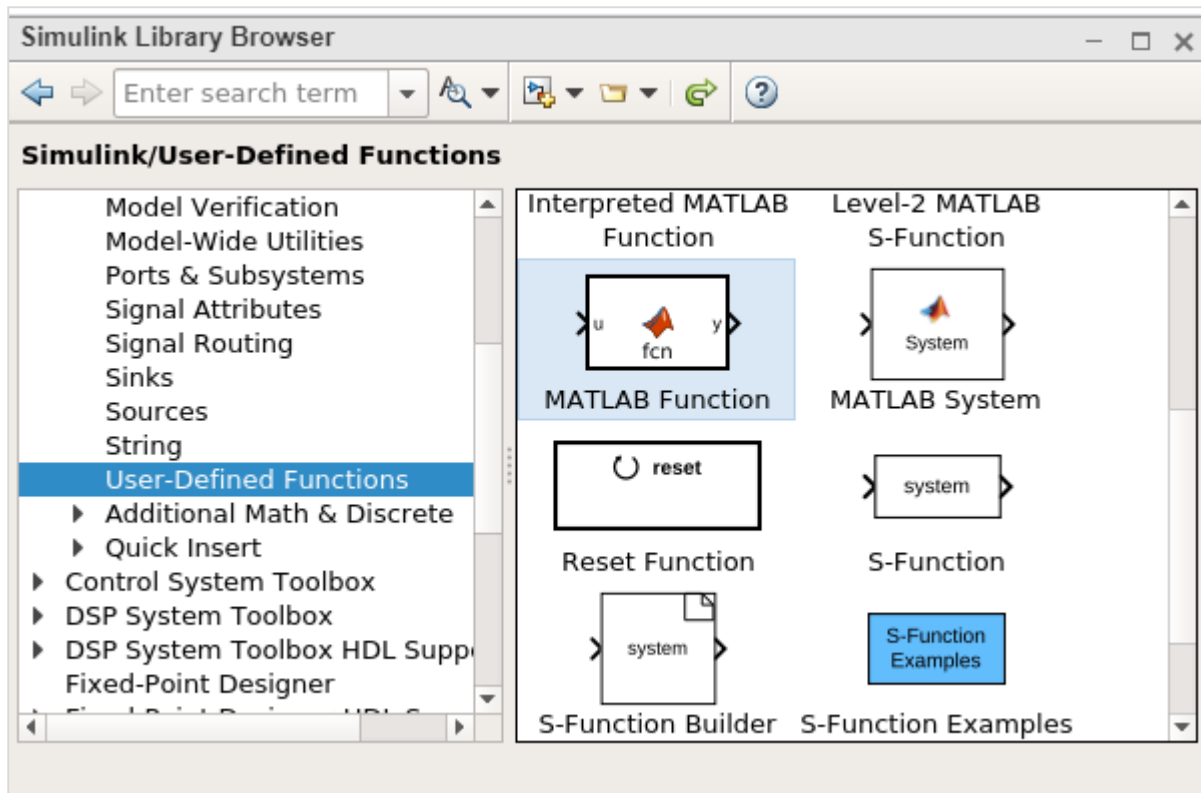 Simulink Library Browser
Enter search term
Simulink/User-Defined Functions
Model Verification
Model-Wide Utilities
Ports & Subsystems
Signal Attributes
Signal Routing
Sinks
Sources
String
User-Defined Functions
Additional Math & Discrete
Quick Insert
Control System Toolbox
DSP System Toolbox
DSP System Toolbox HDL Supp
Fixed-Point Designer
Interpreted MATLAB Function
Level-2 MATLAB S-Function
u
fcn
y
MATLAB Function
System
MATLAB System
reset
Reset Function
system
S-Function
system
S-Function Builder
S-Function
Examples
S-Function Examples